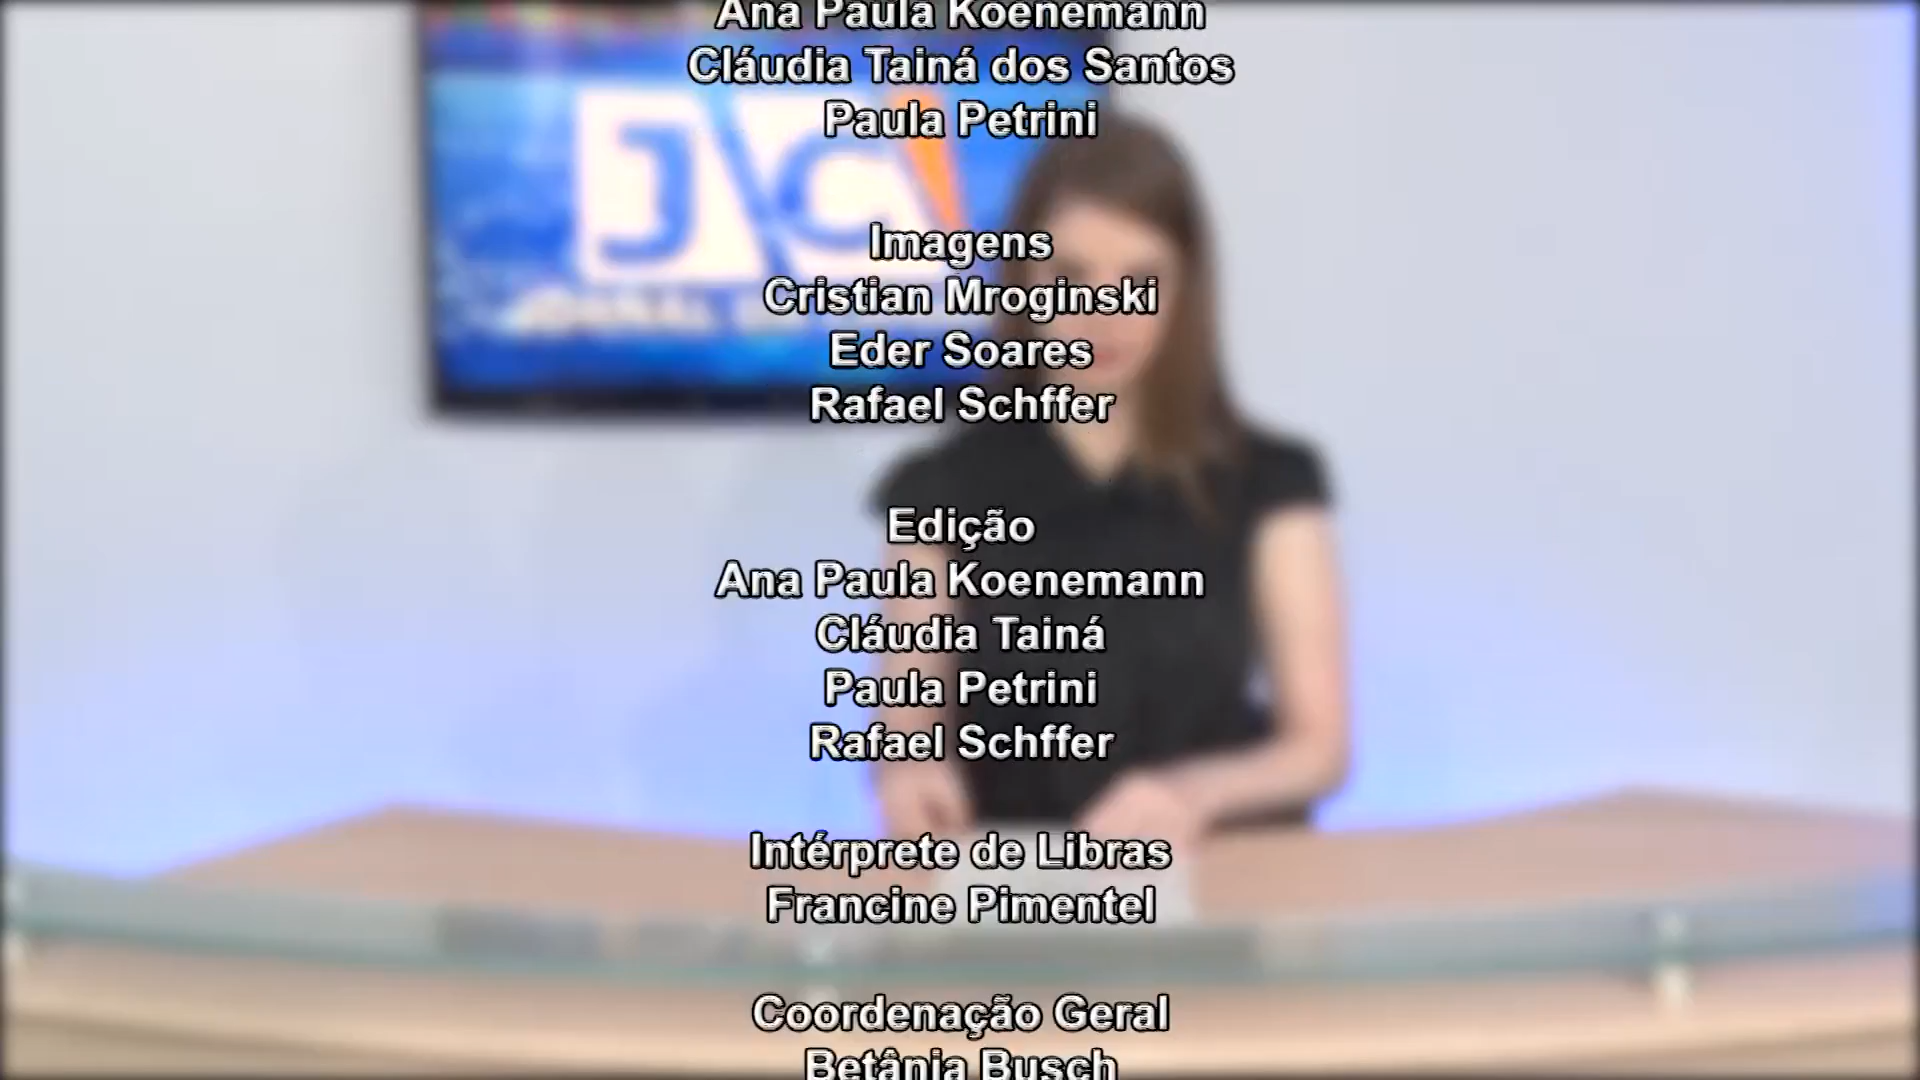 Ana Paula Koenemann
Cláudia Tainá dos Santos
Paula Petrini
JC
Imagens
Cristian Mroginski
Eder Soares
Rafael Schffer
Edição
Ana Paula Koenemann
Cláudia Tainá
Paula Petrini
Rafael Schffer
Intérprete de Libras
Francine Pimentel
Coordenação Geral
Betânia Busch